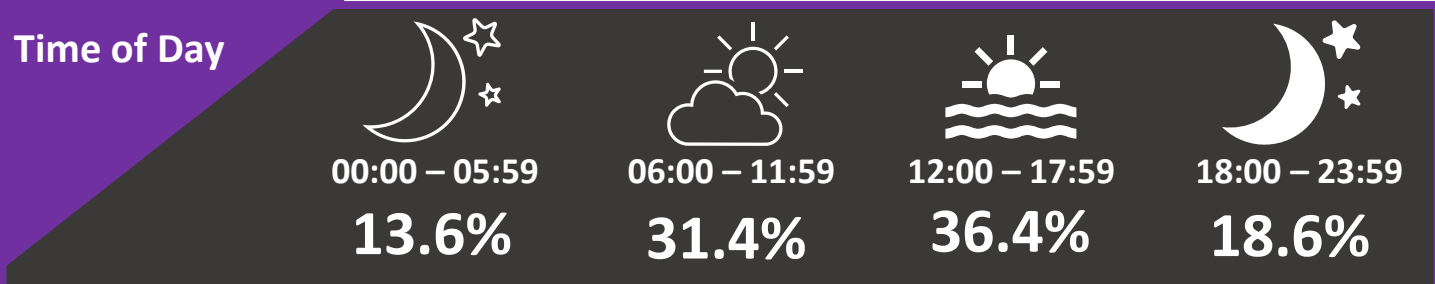 Time of Day
00:00 – 05:59
06:00 – 11:59
12:00 – 17:59
18:00 – 23:59
13.6%
31.4%
36.4%
18.6%